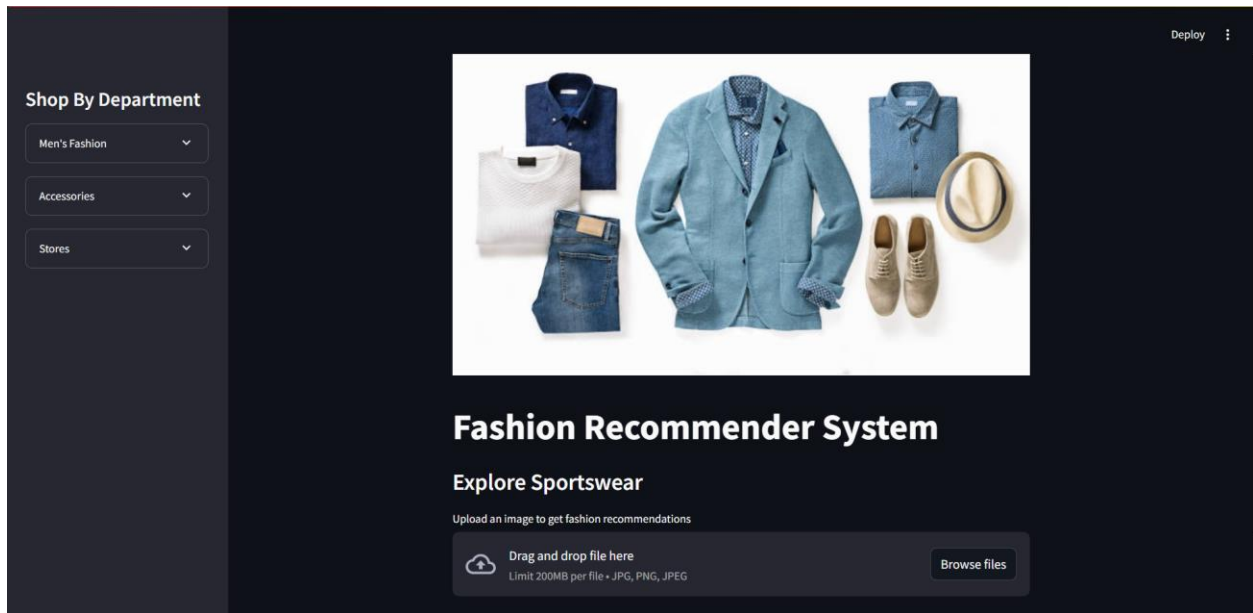 Deploy
Shop By Department
Men's Fashion
Accessories
Stores
Fashion Recommender System
Explore Sportswear
Upload an image to get fashion recommendations
Drag and drop file here
Limit 200MB per file • JPG, PNG, JPEG
Browse files